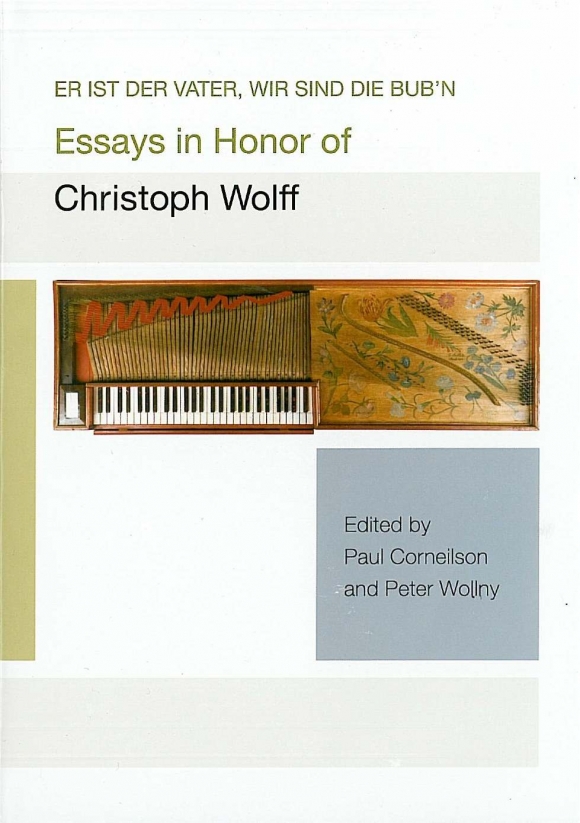 ER IST DER VATER, WIR SIND DIE BUB'N
Essays in Honor of
Christoph Wolff
Edited by
Paul Corneilson
and Peter Wollny